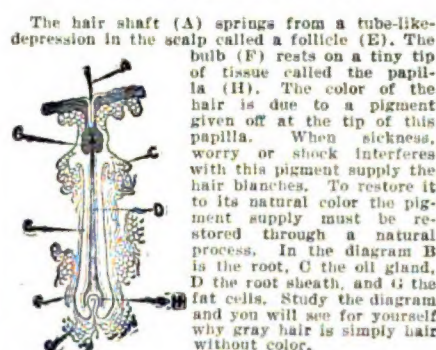 The hair shaft (A) springs from a tube-like-
depression in the scalp called a follicle (E). The
bulb (F) rests on a tiny tip
of tissue called the papil-
la (H). The color of the
hair is due to a pigment
given off at the tip of this
papilla. When sickness,
worry or shock interferes
with this pigment supply the
hair blanches. To restore it
to its natural color the pig-
ment supply must be re-
stored through a natural
process. In the diagram B
is the root, C the oil gland,
D the root sheath, and G the
fat cells. Study the diagram
and you will see for yourself
why gray hair is simply hair
without color.
C
D
H